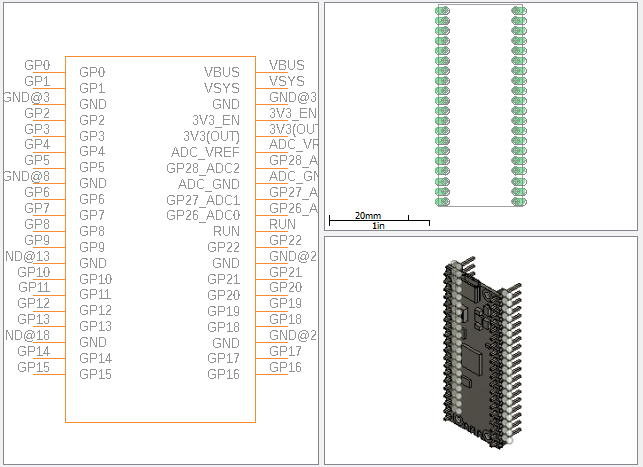 GP0 GP0 VBUS VBUS
GP1 GP1 VSYS VSYS
GND@3 GND GND GND@3
GP2 GP2 3V3_EN 3V3_EN
GP3 GP3 3V3(OUT) 3V3(OU
GP4 GP4 ADC_VREF ADC_VR
GP5 GP5 GP28_ADC2 GP28_A
GND@8 GND ADC_GND ADC_GN
GP6 GP6 GP27_ADC1 GP27_A
GP7 GP7 GP26_ADC0 GP26_A
GP8 GP8 RUN RUN
GP9 GP9 GP22 GP22
ND@13 GND GND GND@2
GP10 GP10 GP21 GP21
GP11 GP11 GP20 GP20
GP12 GP12 GP19 GP19
GP13 GP13 GP18 GP18
ND@18 GND GND GND@2
GP14 GP14 GP17 GP17
GP15 GP15 GP16 GP16
20mm
1in